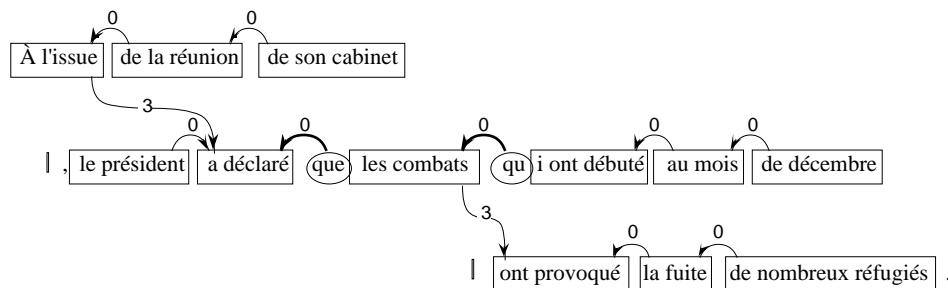 0 0
À l'issue de la réunion de son cabinet
3
0 0 0 0 0
, le président a déclaré que les combats qui ont débuté au mois de décembre
3
0 0
ont provoqué la fuite de nombreux réfugiés .